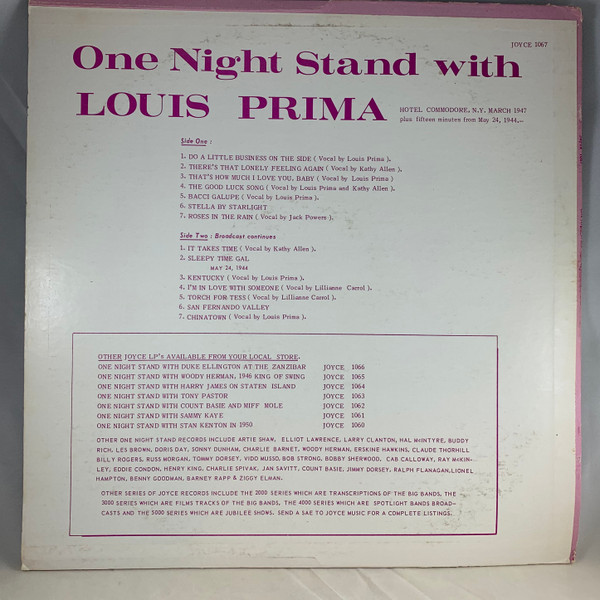 JOYCE 1067
One Night Stand with
LOUIS PRIMA
HOTEL COMMODORE, N.Y. MARCH 1947
plus fifteen minutes from May 24, 1944.-
Side One :
1. DO A LITTLE BUSINESS ON THE SIDE ( Vocal by Louis Prima ).
2. THERE'S THAT LONELY FEELING AGAIN ( Vocal by Kathy Allen ).
3. THAT'S HOW MUCH I LOVE YOU, BABY ( Vocal by Louis Prima )
4. THE GOOD LUCK SONG ( Vocal by Louis Prima and Kathy Allen ).
5. BACCI GALUPE ( Vocal by Louis Prima ).
6. STELLA BY STARLIGHT
7. ROSES IN THE RAIN ( Vocal by Jack Powers ).
Side Two : Broadcast continues
1. IT TAKES TIME ( Vocal by Kathy Allen ).
2. SLEEPY TIME GAL
MAY 24, 1944
3. KENTUCKY ( Vocal by Louis Prima ).
4. I'M IN LOVE WITH SOMEONE ( Vocal by Lillianne Carrol ).
5. TORCH FOR TESS ( Vocal by Lillianne Carrol ).
6. SAN FERNANDO VALLEY
7. CHINATOWN ( Vocal by Louis Prima ).
OTHER JOYCE LP's AVAILABLE FROM YOUR LOCAL STORE.
ONE NIGHT STAND WITH DUKE ELLINGTON AT THE ZANZIBAR JOYCE 1066
ONE NIGHT STAND WITH WOODY HERMAN, 1946 KING OF SWING JOYCE 1065
ONE NIGHT STAND WITH HARRY JAMES ON STATEN ISLAND JOYCE 1064
ONE NIGHT STAND WITH TONY PASTOR JOYCE 1063
ONE NIGHT STAND WITH COUNT BASIE AND MIFF MOLE JOYCE 1062
ONE NIGHT STAND WITH SAMMY KAYE JOYCE 1061
ONE NIGHT STAND WITH STAN KENTON IN 1950 JOYCE 1060
OTHER ONE NIGHT STAND RECORDS INCLUDE ARTIE SHAW, ELLIOT LAWRENCE, LARRY CLANTON, HAL McINTYRE, BUDDY
RICH, LES BROWN, DORIS DAY, SONNY DUNHAM, CHARLIE BARNET, WOODY HERMAN, ERSKINE HAWKINS, CLAUDE THORHILL
BILLY ROGERS, RUSS MORGAN, TOMMY DORSEY, VIDO MUSSO, BOB STRONG, BOBBY SHERWOOD, CAB CALLOWAY, RAY McKIN-
LEY, EDDIE CONDON, HENRY KING, CHARLIE SPIVAK, JAN SAVITT, COUNT BASIE, JIMMY DORSEY, RALPH FLANAGAN, LIONEL
HAMPTON, BENNY GOODMAN, BARNEY RAPP & ZIGGY ELMAN.
OTHER SERIES OF JOYCE RECORDS INCLUDE THE 2000 SERIES WHICH ARE TRANSCRIPTIONS OF THE BIG BANDS, THE
3000 SERIES WHICH ARE FILMS TRACKS OF THE BIG BANDS, THE 4000 SERIES WHICH ARE SPOTLIGHT BANDS BROAD-
CASTS AND THE 5000 SERIES WHICH ARE JUBILEE SHOWS. SEND A SAE TO JOYCE MUSIC FOR A COMPLETE LISTINGS.